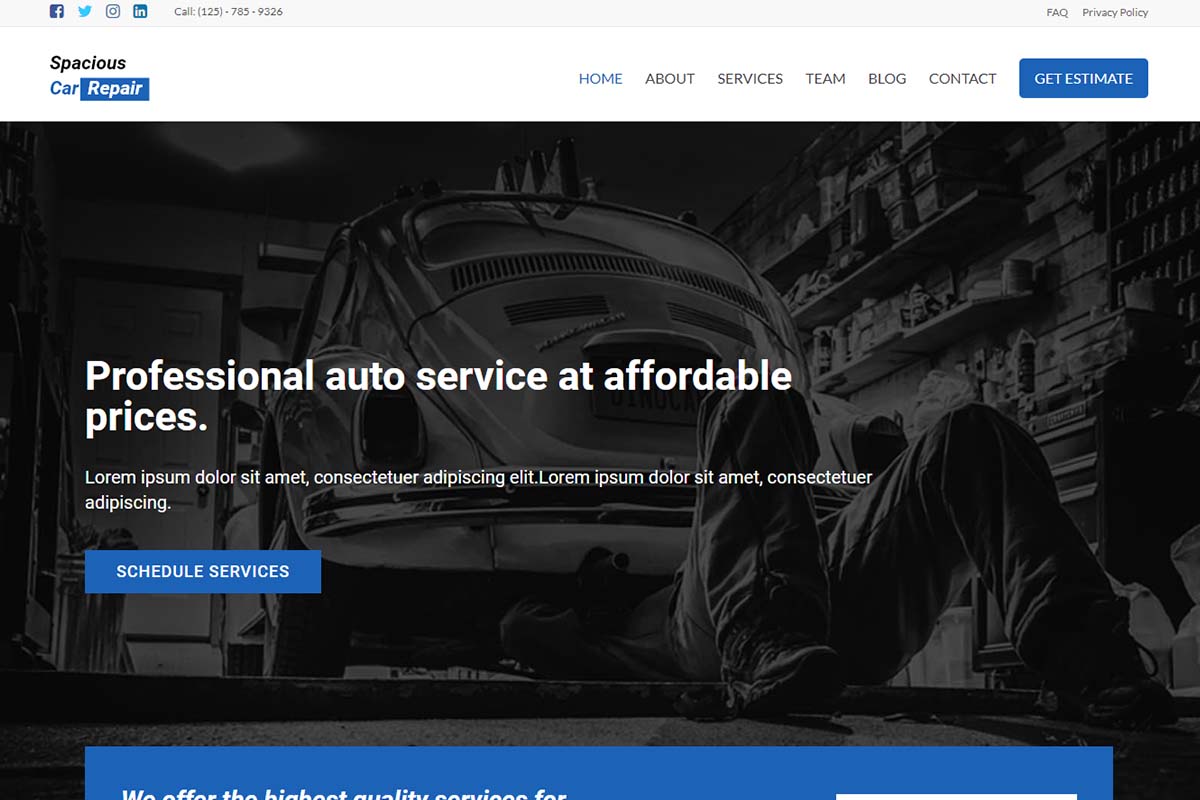 Call: (125) - 785 - 9326
FAQ
Privacy Policy
Spacious
Car Repair
HOME
ABOUT
SERVICES
TEAM
BLOG
CONTACT
GET ESTIMATE
Professional auto service at affordable
prices.
Lorem ipsum dolor sit amet, consectetuer adipiscing elit.Lorem ipsum dolor sit amet, consectetuer
adipiscing.
SCHEDULE SERVICES
We offer the highest quality services for